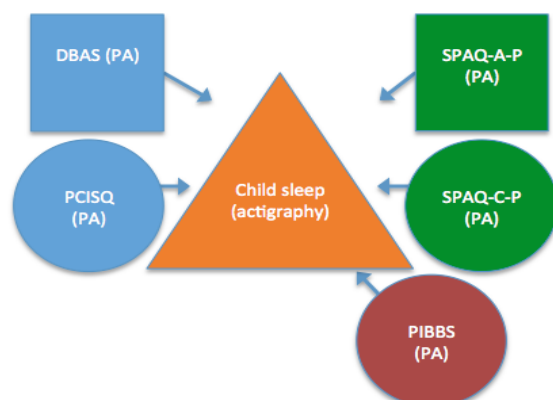 DBAS (PA)
SPAQ-A-P
(PA)
PCISQ
(PA)
Child sleep
(actigraphy)
SPAQ-C-P
(PA)
PIBBS
(PA)